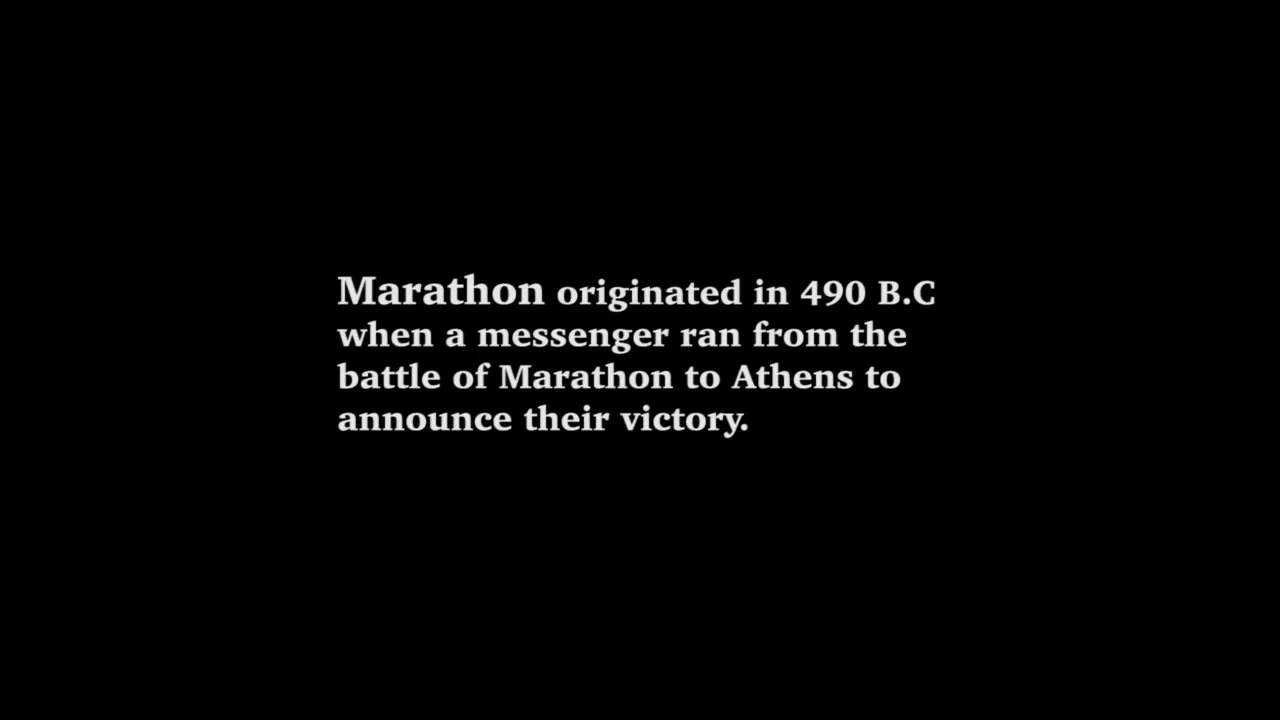 Marathon originated in 490 B.C
when a messenger ran from the
battle of Marathon to Athens to
announce their victory.